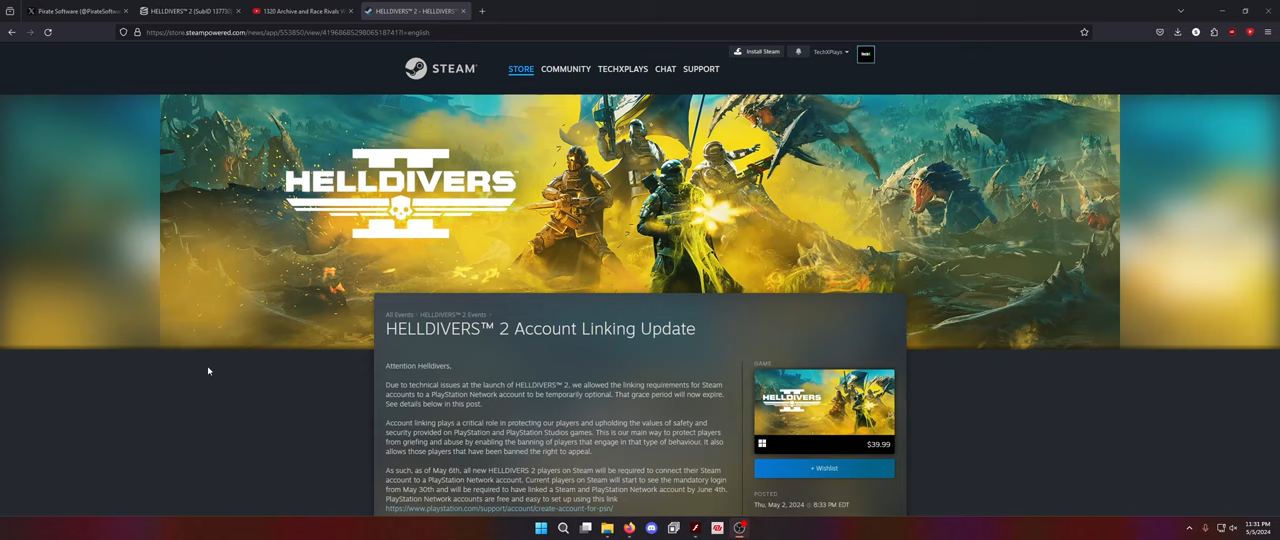 Pirate Software (@PirateSoftw
HELLDIVERS™ 2 (SubID 137730)
1320 Archive and Race Rivals W
HELLDIVERS™ 2 - HELLDIVERS™
https://store.steampowered.com/news/app/553850/view/4196868529806518741?l=english
Install Steam
TechXPlays
STEAM
STORE COMMUNITY TECHXPLAYS CHAT SUPPORT
HELLDIVERS
All Events > HELLDIVERS™ 2 Events >
HELLDIVERS™ 2 Account Linking Update
Attention Helldivers,
Due to technical issues at the launch of HELLDIVERS™ 2, we allowed the linking requirements for Steam
accounts to a PlayStation Network account to be temporarily optional. That grace period will now expire.
See details below in this post.
Account linking plays a critical role in protecting our players and upholding the values of safety and
security provided on PlayStation and PlayStation Studios games. This is our main way to protect players
from griefing and abuse by enabling the banning of players that engage in that type of behaviour. It also
allows those players that have been banned the right to appeal.
As such, as of May 6th, all new HELLDIVERS 2 players on Steam will be required to connect their Steam
account to a PlayStation Network account. Current players on Steam will start to see the mandatory login
from May 30th and will be required to have linked a Steam and PlayStation Network account by June 4th.
PlayStation Network accounts are free and easy to set up using this link
https://www.playstation.com/support/account/create-account-for-psn/
GAME
HELLDIVERS
$39.99
+ Wishlist
POSTED
Thu, May 2, 2024 @ 8:33 PM EDT
11:31 PM
5/5/2024